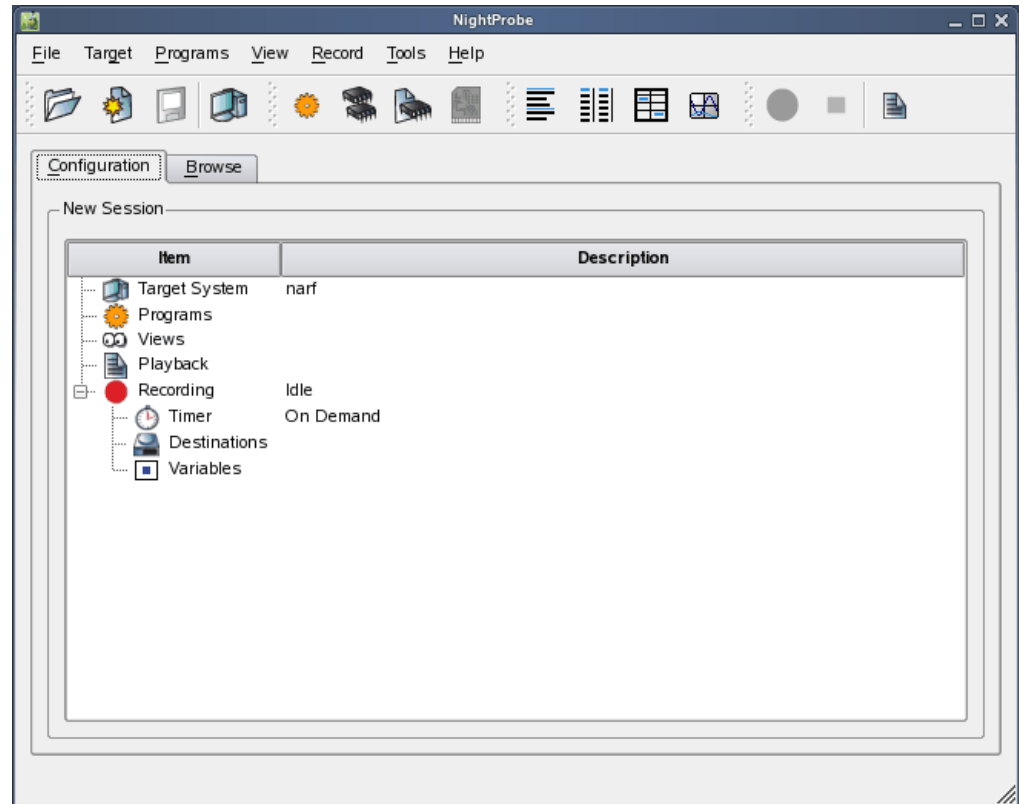 NightProbe
File Target Programs View Record Tools Help
Configuration Browse
New Session
Item Description
Target System narf
Programs
Views
Playback
Recording Idle
Timer On Demand
Destinations
Variables